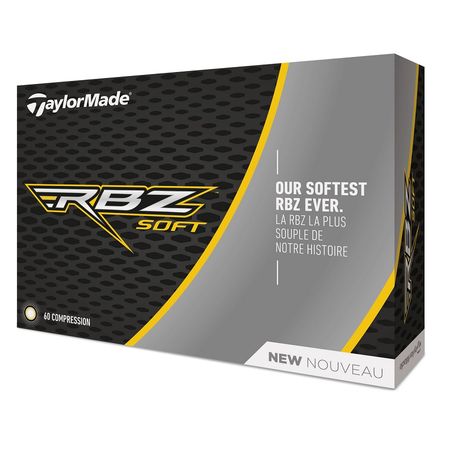 TaylorMade
RBZ
SOFT
60 COMPRESSION
OUR SOFTEST
RBZ EVER.
LA RBZ LA PLUS
SOUPLE DE
NOTRE HISTOIRE
NEW NOUVEAU